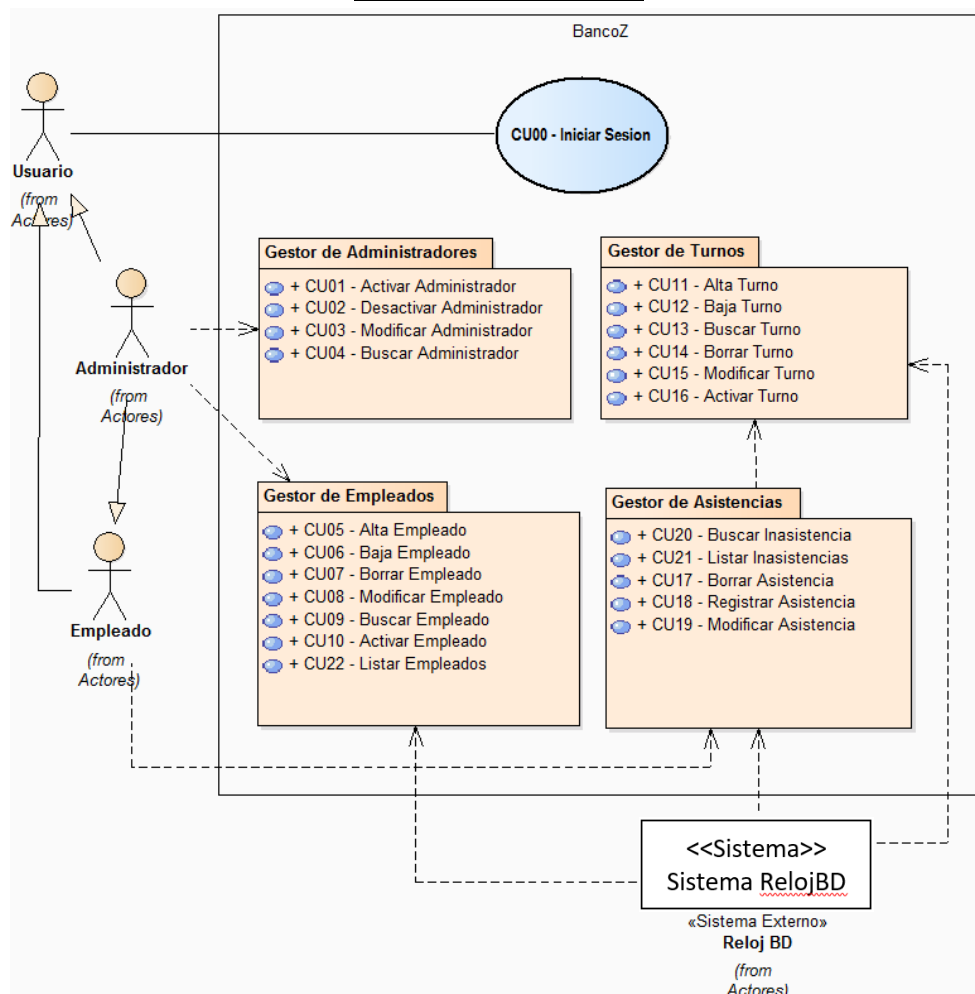 BancoZ
CU00 - Iniciar Sesion
Usuario
(from
Actores)
Gestor de Administradores
+ CU01 - Activar Administrador
+ CU02 - Desactivar Administrador
+ CU03 - Modificar Administrador
+ CU04 - Buscar Administrador
Gestor de Turnos
+ CU11 - Alta Turno
+ CU12 - Baja Turno
+ CU13 - Buscar Turno
+ CU14 - Borrar Turno
+ CU15 - Modificar Turno
+ CU16 - Activar Turno
Administrador
(from
Actores)
Gestor de Empleados
+ CU05 - Alta Empleado
+ CU06 - Baja Empleado
+ CU07 - Borrar Empleado
+ CU08 - Modificar Empleado
+ CU09 - Buscar Empleado
+ CU10 - Activar Empleado
+ CU22 - Listar Empleados
Gestor de Asistencias
+ CU20 - Buscar Inasistencia
+ CU21 - Listar Inasistencias
+ CU17 - Borrar Asistencia
+ CU18 - Registrar Asistencia
+ CU19 - Modificar Asistencia
Empleado
(from
Actores)
<<Sistema>>
Sistema RelojBD
«Sistema Externo»
Reloj BD
(from
Actores)